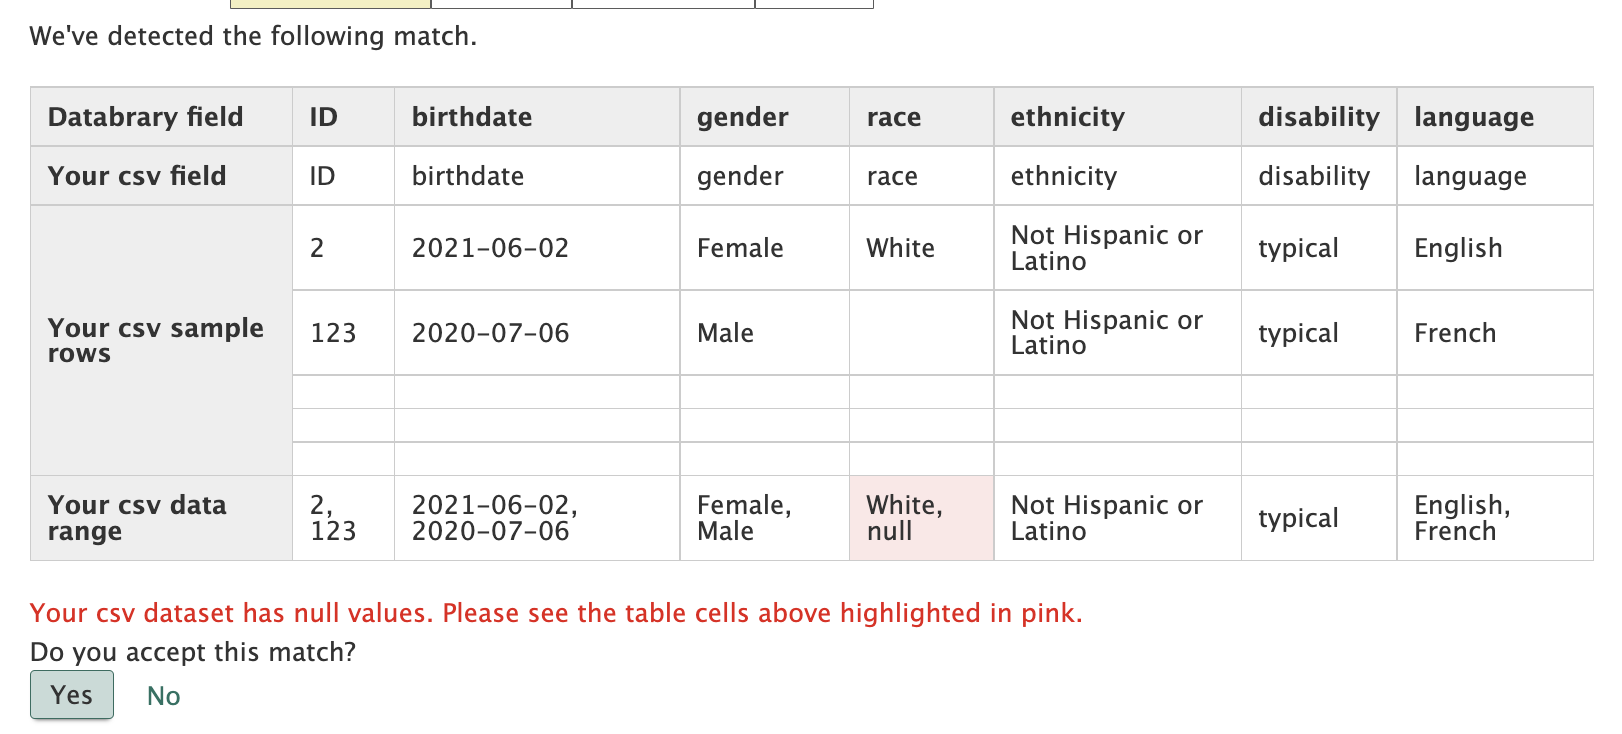 We've detected the following match.
Databrary field ID birthdate gender race ethnicity disability language
Your csv field ID birthdate gender race ethnicity disability language
Your csv sample rows
2 2021-06-02 Female White Not Hispanic or Latino typical English
123 2020-07-06 Male Not Hispanic or Latino typical French
Your csv data range 2, 123 2021-06-02, 2020-07-06 Female, Male White, null Not Hispanic or Latino typical English, French
Your csv dataset has null values. Please see the table cells above highlighted in pink.
Do you accept this match?
Yes No